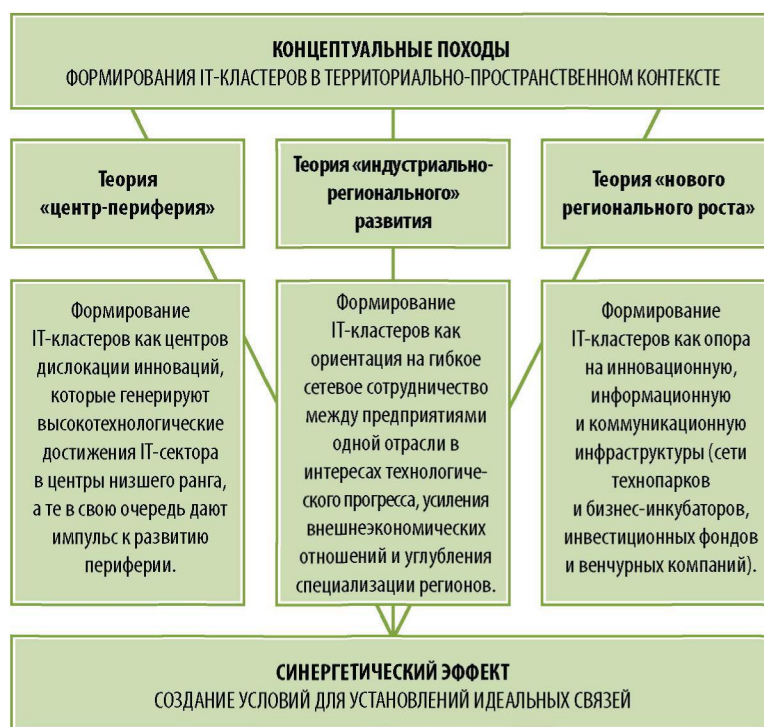 КОНЦЕПТУАЛЬНЫЕ ПОХОДЫ
ФОРМИРОВАНИЯ IT-КЛАСТЕРОВ В ТЕРРИТОРИАЛЬНО-ПРОСТРАНСТВЕННОМ КОНТЕКСТЕ
Теория
«центр-периферия»
Теория «индустриально-
регионального»
развития
Теория «нового
регионального роста»
Формирование
IT-кластеров как центров
дислокации инноваций,
которые генерируют
высокотехнологические
достижения IT-сектора
в центры низшего ранга,
а те в свою очередь дают
импульс к развитию
периферии.
Формирование
IT-кластеров как
ориентация на гибкое
сетевое сотрудничество
между предприятиями
одной отрасли в
интересах технологиче-
ского прогресса, усиления
внешнеэкономических
отношений и углубления
специализации регионов.
Формирование
IT-кластеров как опора
на инновационную,
информационную
и коммуникационную
инфраструктуры (сети
технопарков
и бизнес-инкубаторов,
инвестиционных фондов
и венчурных компаний).
СИНЕРГЕТИЧЕСКИЙ ЭФФЕКТ
СОЗДАНИЕ УСЛОВИЙ ДЛЯ УСТАНОВЛЕНИЙ ИДЕАЛЬНЫХ СВЯЗЕЙ